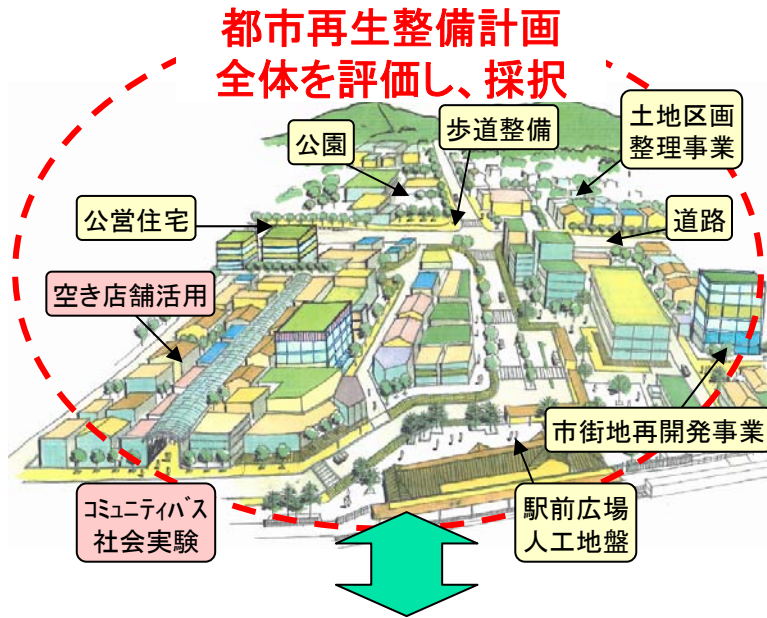 都市再生整備計画
全体を評価し、採択
土地区画
整理事業
歩道整備
公園
公営住宅
道路
空き店舗活用
市街地再開発事業
コミュニティバス
社会実験
駅前広場
人工地盤